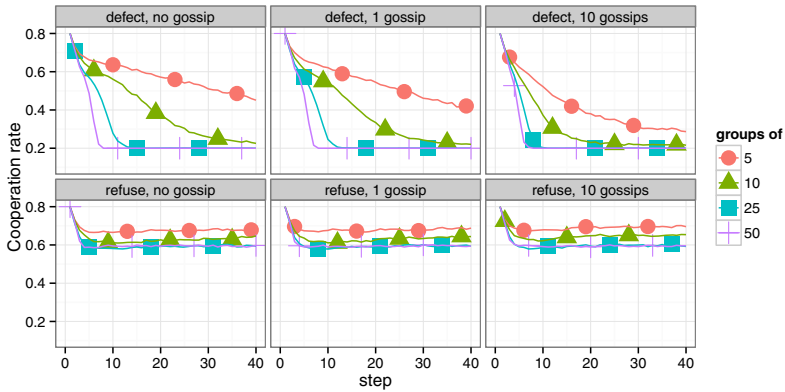 defect, no gossip
defect, 1 gossip
defect, 10 gossips
0.8
0.6
0.4
0.2
refuse, no gossip
refuse, 1 gossip
refuse, 10 gossips
0.8
0.6
0.4
0.2
Cooperation rate
0 10 20 30 40
0 10 20 30 40
0 10 20 30 40
step
groups of
5
10
25
50